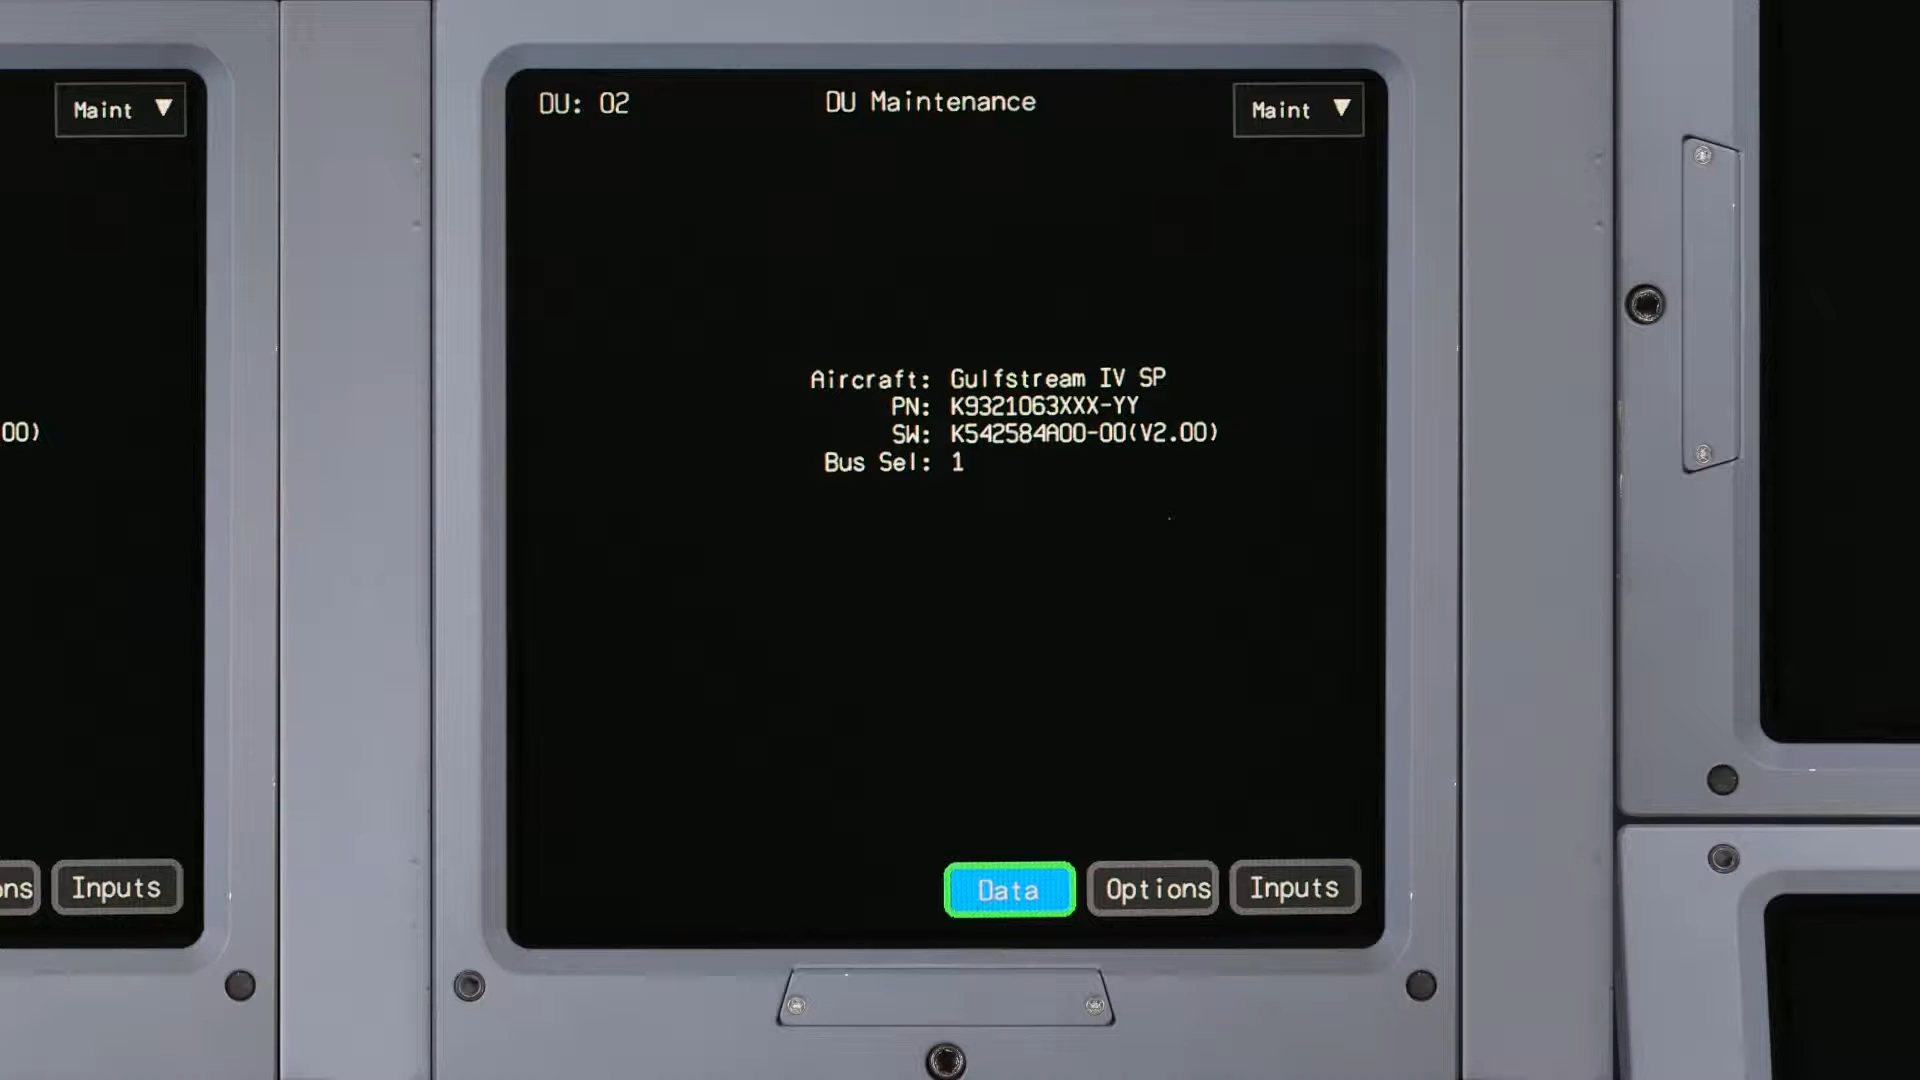 Maint
00)
ns
Inputs
DU: 02
DU Maintenance
Maint
Aircraft: Gulfstream IV SP
PN: K9321063XXX-YY
SW: K542584A00-00(V2.00)
Bus Sel: 1
Data
Options
Inputs